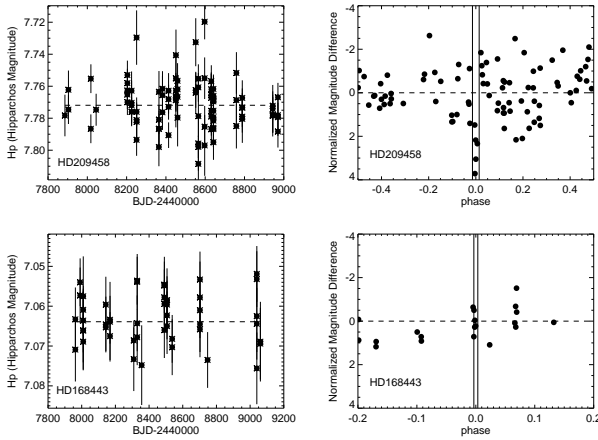 7.72
7.74
7.76
7.78
7.80
Hp (Hipparchos Magnitude)
HD209458
7800 8000 8200 8400 8600 8800 9000
BJD-2440000
-4
-2
0
2
4
Normalized Magnitude Difference
HD209458
-0.4 -0.2 0.0 0.2 0.4
phase
7.05
7.06
7.07
7.08
Hp (Hipparchos Magnitude)
HD168443
7800 8000 8200 8400 8600 8800 9000 9200
BJD-2440000
-4
-2
0
2
4
Normalized Magnitude Difference
HD168443
-0.2 -0.1 0.0 0.1 0.2
phase